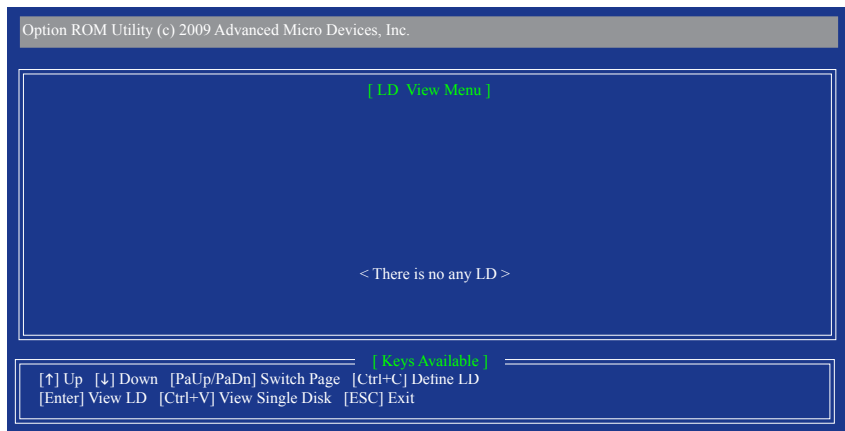 Option ROM Utility (c) 2009 Advanced Micro Devices, Inc.
[ LD View Menu ]
< There is no any LD >
[ Keys Available ]
[↑] Up [↓] Down [PaUp/PaDn] Switch Page [Ctrl+C] Define LD
[Enter] View LD [Ctrl+V] View Single Disk [ESC] Exit